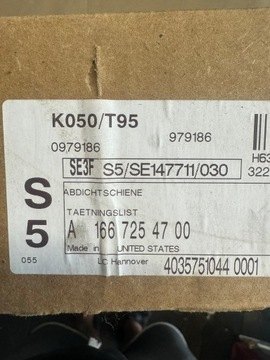 K050/T95
979186
0979186
H63
SE3F S5/SE147711/030
322
S
5
ABDICHTSCHIENE
TAETNINGSLIST
A 166 725 47 00
Made in UNITED STATES
055
LC Hannover
4035751044 0001